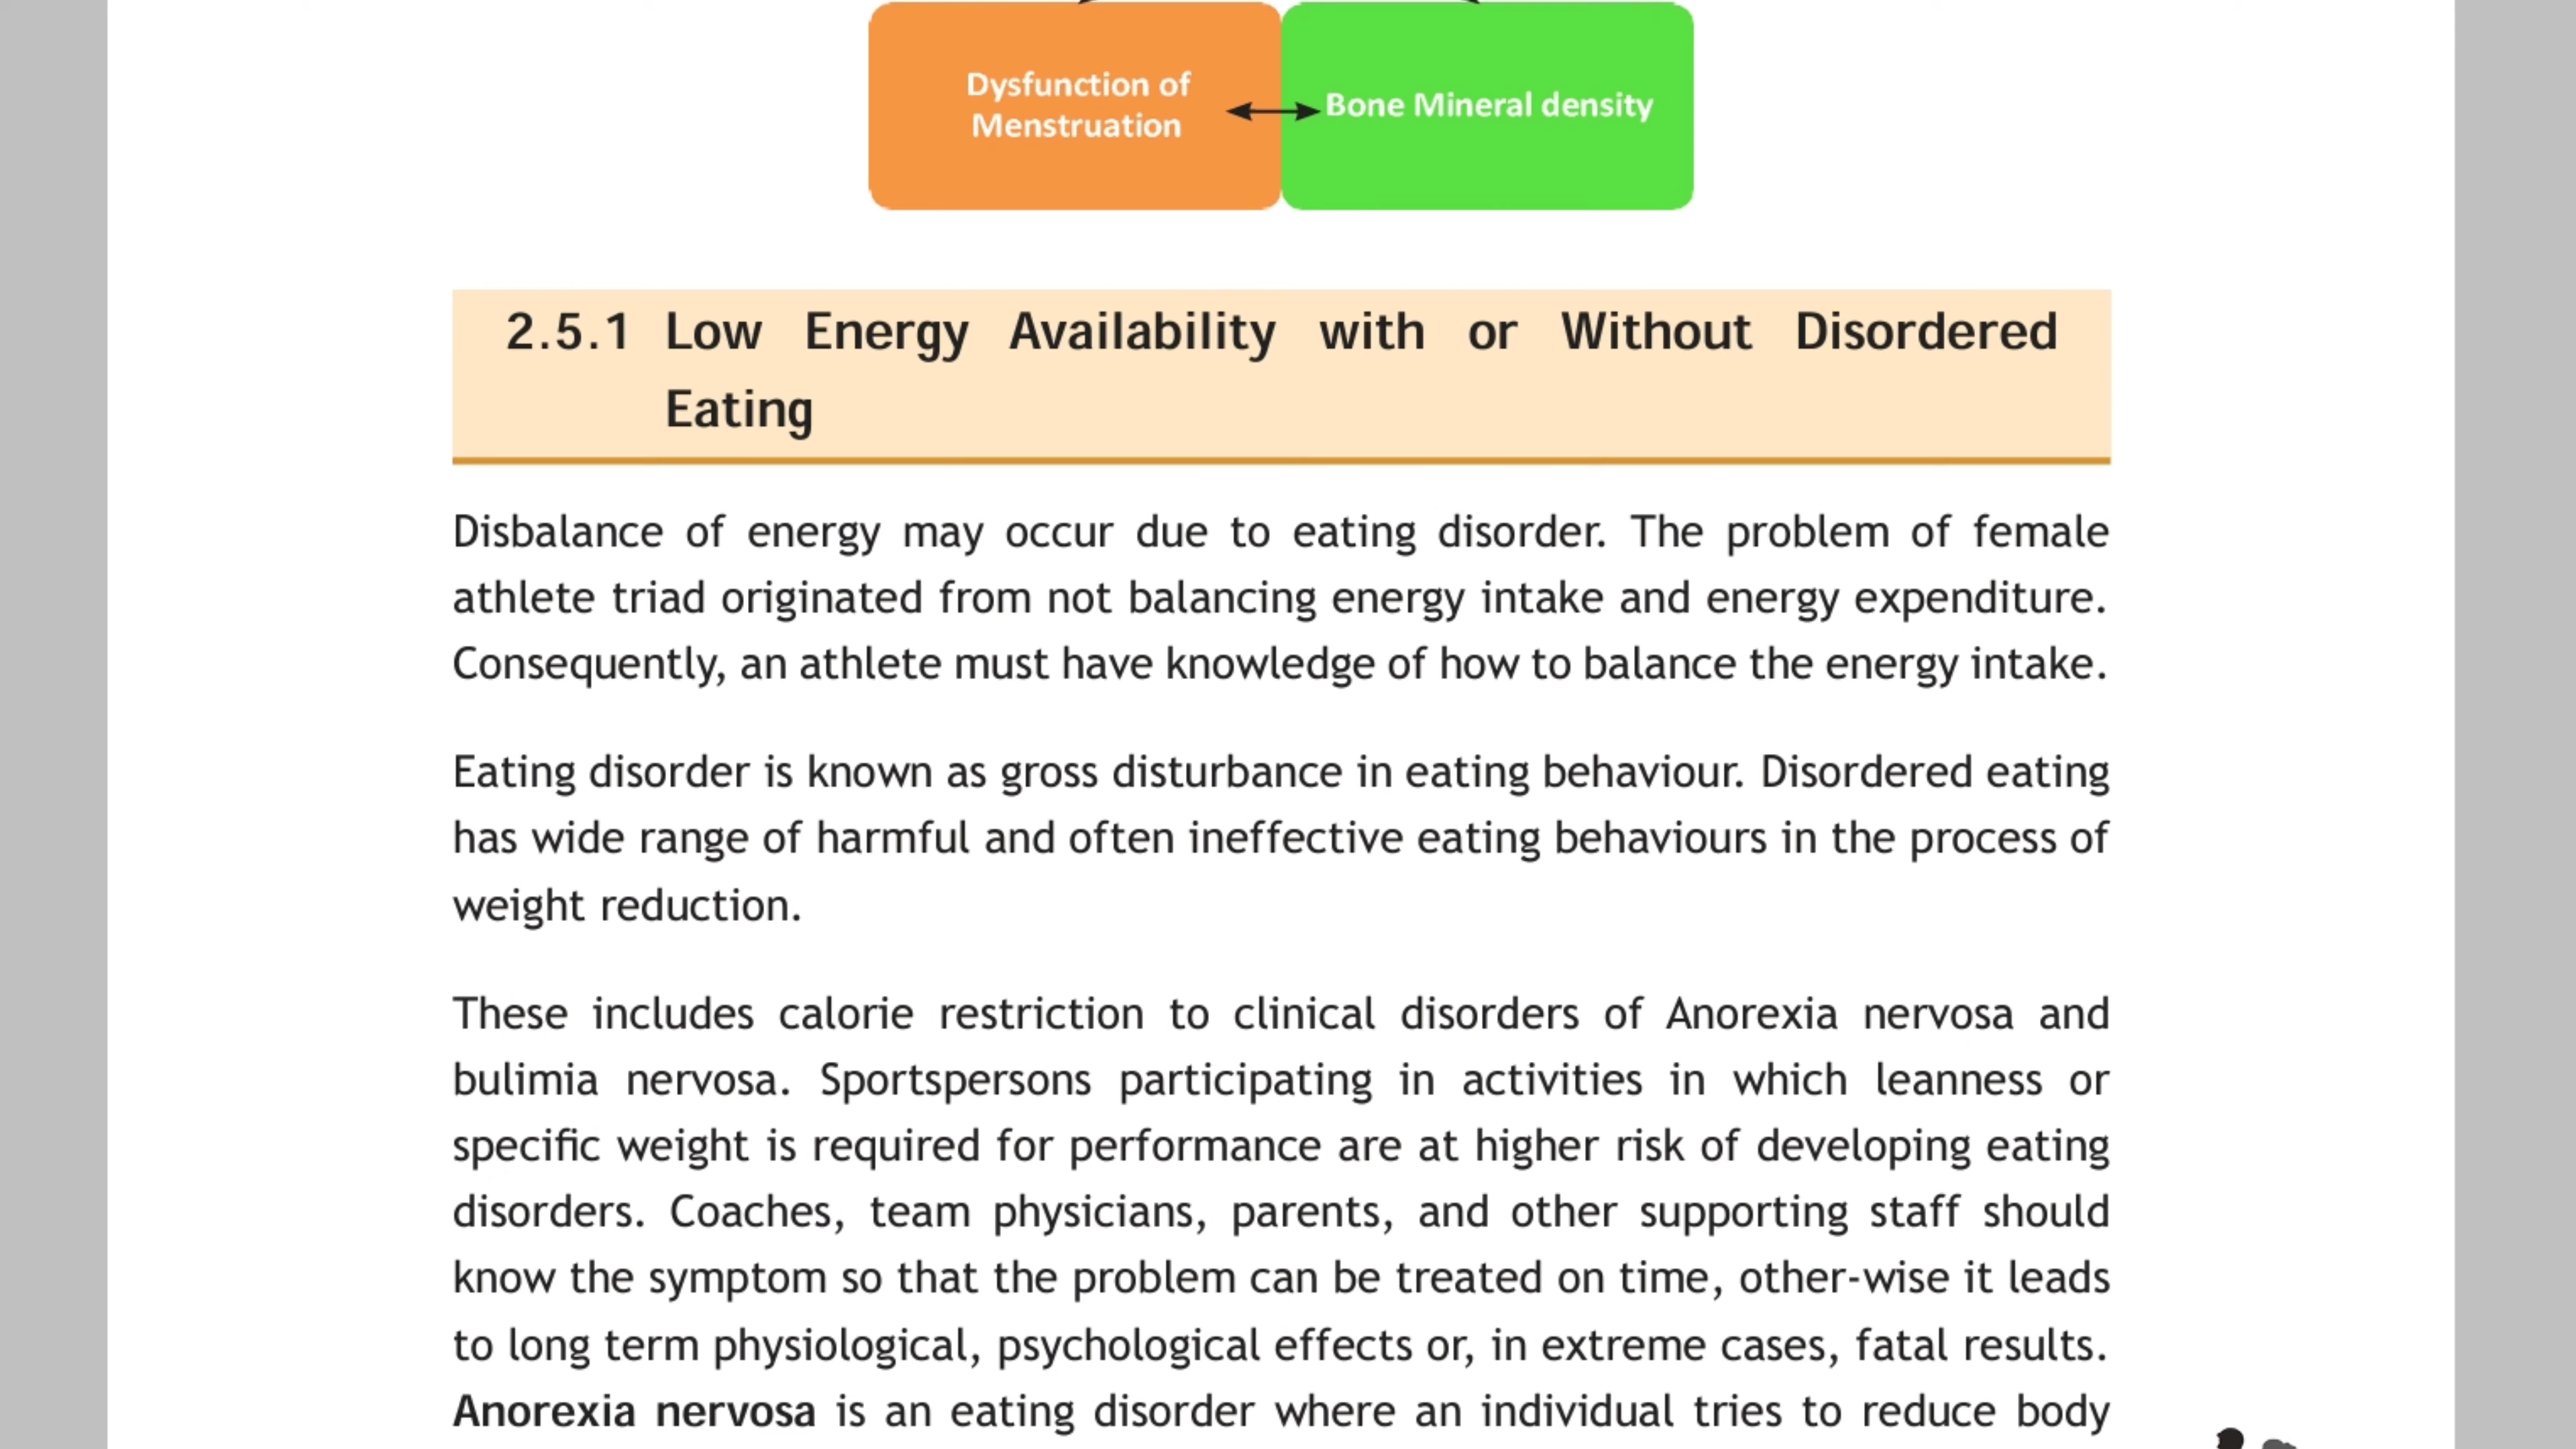 Dysfunction of
Menstruation
Bone Mineral density
2.5.1 Low Energy Availability with or Without Disordered
Eating
Disbalance of energy may occur due to eating disorder. The problem of female
athlete triad originated from not balancing energy intake and energy expenditure.
Consequently, an athlete must have knowledge of how to balance the energy intake.
Eating disorder is known as gross disturbance in eating behaviour. Disordered eating
has wide range of harmful and often ineffective eating behaviours in the process of
weight reduction.
These includes calorie restriction to clinical disorders of Anorexia nervosa and
bulimia nervosa. Sportspersons participating in activities in which leanness or
specific weight is required for performance are at higher risk of developing eating
disorders. Coaches, team physicians, parents, and other supporting staff should
know the symptom so that the problem can be treated on time, other-wise it leads
to long term physiological, psychological effects or, in extreme cases, fatal results.
Anorexia nervosa is an eating disorder where an individual tries to reduce body